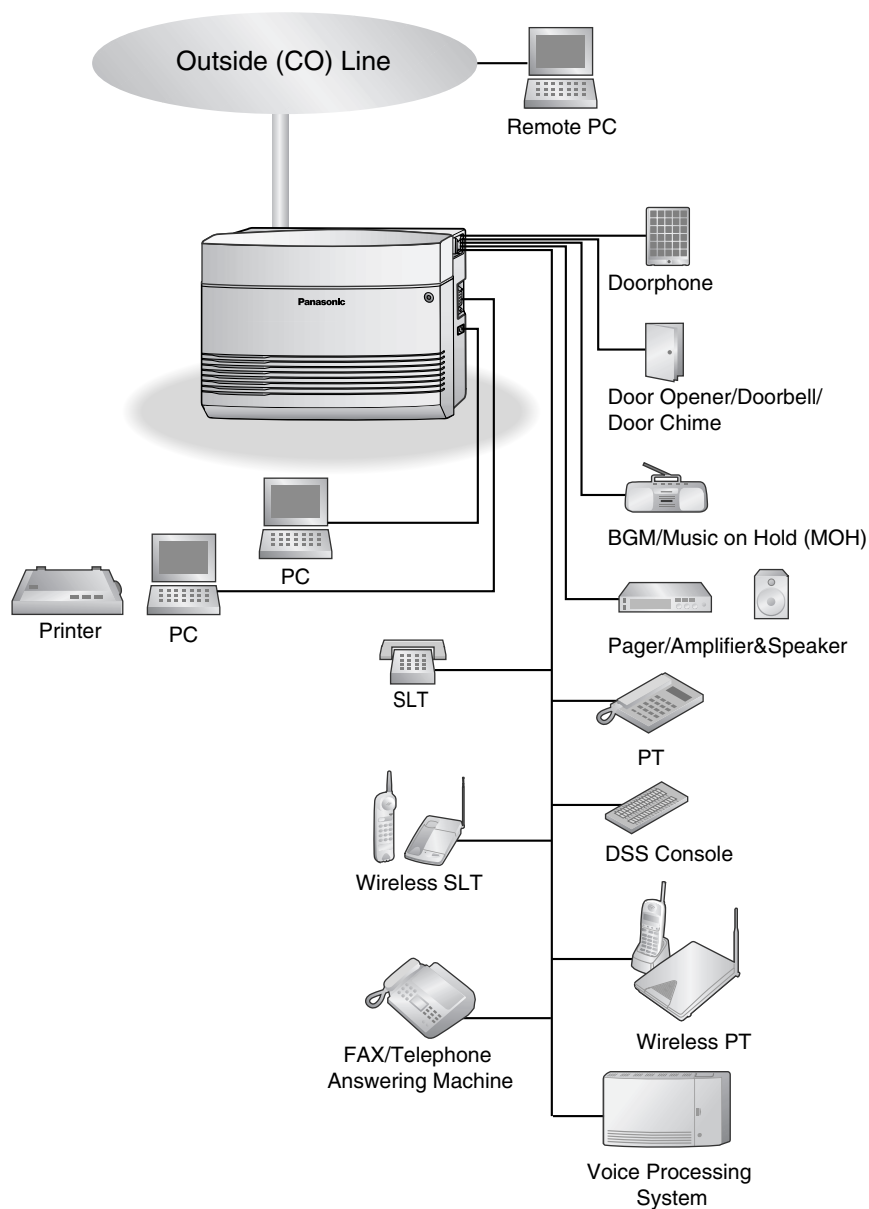 Outside (CO) Line
Remote PC
Panasonic
Doorphone
Door Opener/Doorbell/
Door Chime
BGM/Music on Hold (MOH)
PC
Printer
PC
Pager/Amplifier&Speaker
SLT
PT
DSS Console
Wireless SLT
Wireless PT
FAX/Telephone
Answering Machine
Voice Processing
System